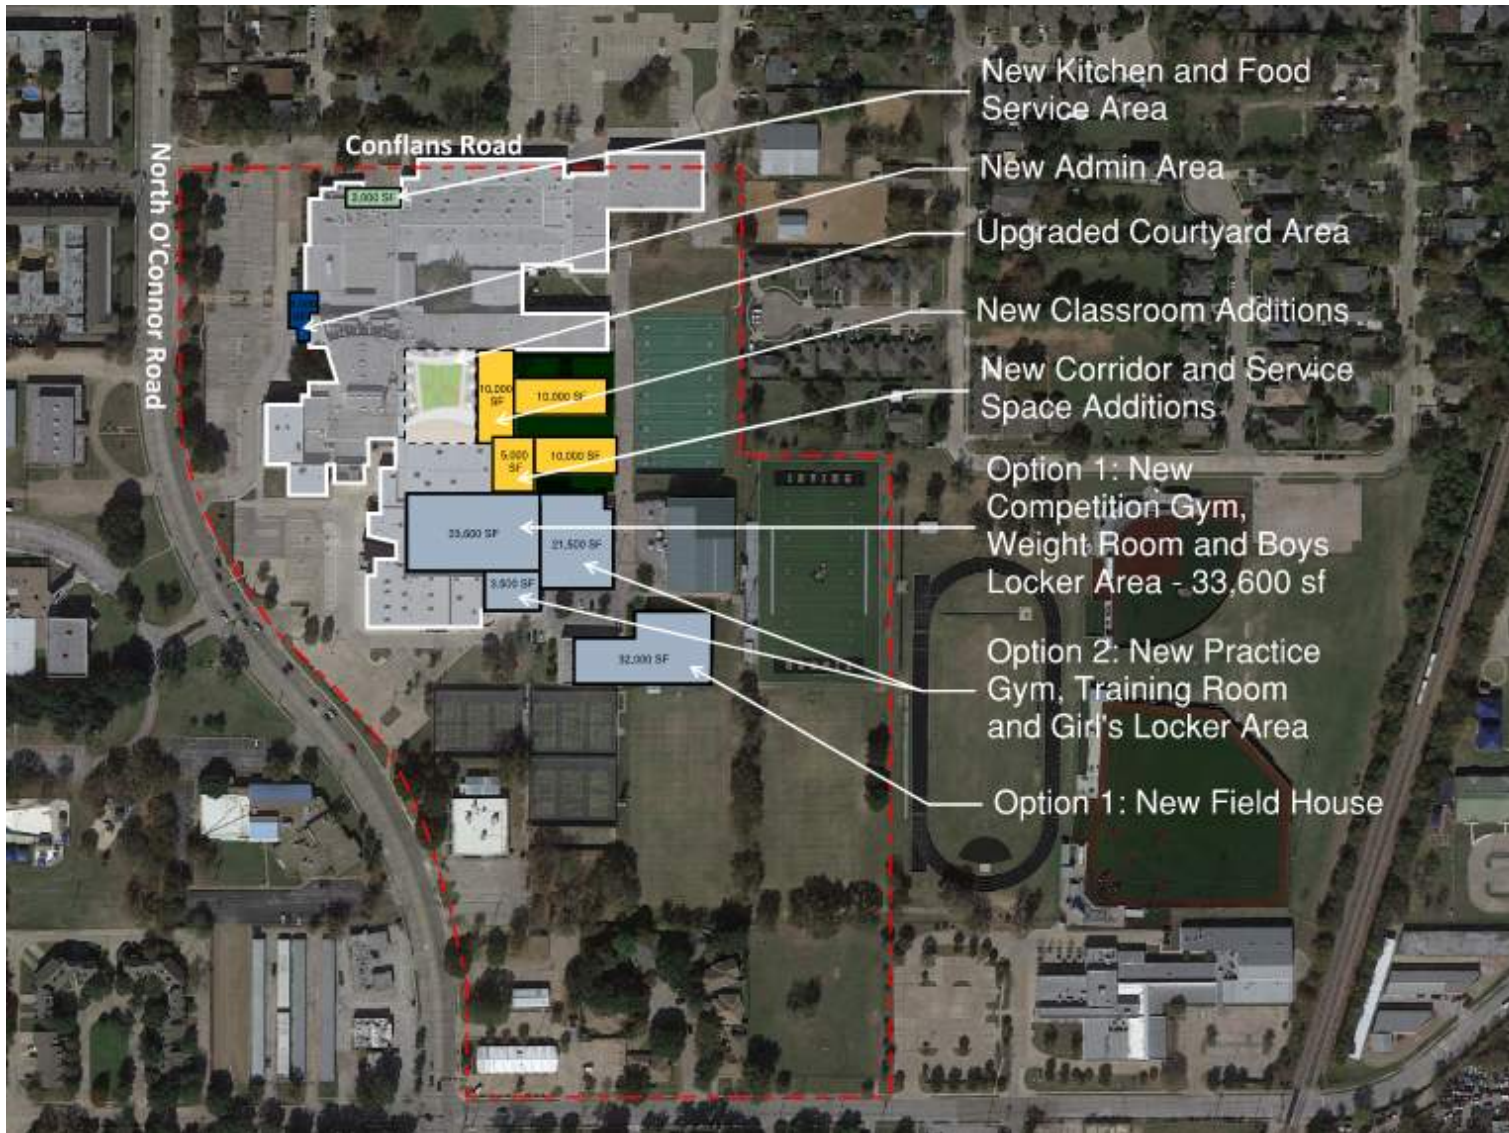 New Kitchen and Food
Service Area
Conflans Road
New Admin Area
North O'Connor Road
Upgraded Courtyard Area
New Classroom Additions
New Corridor and Service
Space Additions
10,000
SF
10,000 SF
5,000
SF
10,000 SF
IRVING
Option 1: New
Competition Gym,
Weight Room and Boys
Locker Area - 33,600 sf
33,600 SF
21,500 SF
3,500 SF
Option 2: New Practice
Gym, Training Room
and Girl's Locker Area
32,000 SF
Option 1: New Field House